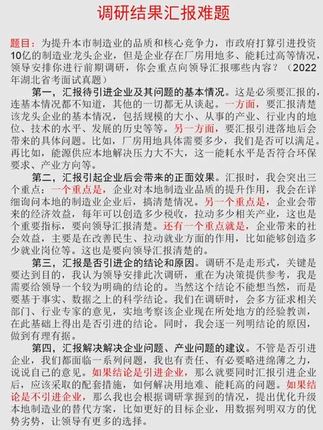 调研结果汇报难题
题目：为提升本市制造业的品质和核心竞争力，市政府打算引进投资
10亿的制造业龙头企业，但是企业存在厂房用地多、能耗过高等情况，
领导安排你进行前期调研，你会重点向领导汇报哪些内容？（2022
年湖北省考面试真题）
第一、汇报待引进企业及其问题的基本情况。这是必须要汇报的，
连基本情况都不知道，其他的一切都无从谈起。一方面，要汇报清楚
该龙头企业的基本情况，包括规模的大小、从事的产业、行业内的地
位、技术的水平、发展的历史等等。另一方面，要汇报引进落地后会
带来的具体问题。比如，厂房用地具体需要多少，我们是否可以满足。
再比如，能源供应本地解决压力大不大，这一能耗水平是否符合环保要
求、产业方向等。
第二、汇报引起企业后会带来的正面效果。汇报时，我会突出三
个重点：一个重点是，企业对本地制造业品质的提升作用，我会在详
细询问本地的制造业企业后，搞清楚情况。另一个重点是，企业会带
来的经济效益，每年可以创造多少税收，拉动多少相关产业，这也是
个重要指标，要向领导汇报清楚。还有一个重点就是，企业带来的社
会效益，主要是在改善民生、拉动就业方面的作用，比如能够创造多
少就业岗位等。这也是要向领导汇报清楚的。
第三、汇报是否引进企业的结论和原因。调研不是走形式，关键是
要达到目的，我认为领导安排此次调研，重在为决策提供参考，我是
需要给领导一个较为明确的结论的。当然这个结论不能想当然，而是
要基于事实、数据之上的科学结论。我们在调研时，会多方征求相关
部门、行业专家的意见，实地考察该企业现在所处地方的经验教训，
在此基础上得出是否引进的结论。同时，我会逐一列明结论的原因，
做到有理有据。
第四、汇报解决解决企业问题、产业问题的建议。不管是否引进
企业，我们都面临一系列问题，我也有责任，有必要略进绵薄之力，
说说自己的意见。如果结论是引进企业，那么就要同时汇报引进企业
后，应该采取的配套措施，如何解决用地难、能耗高的问题。如果结
论是不引进企业，那么我也会根据调研掌握到的情况，提出优化升级
本地制造业的替代方案，比如更好的目标企业，用数据列明双方的优
势劣势，让领导有更多的选择。